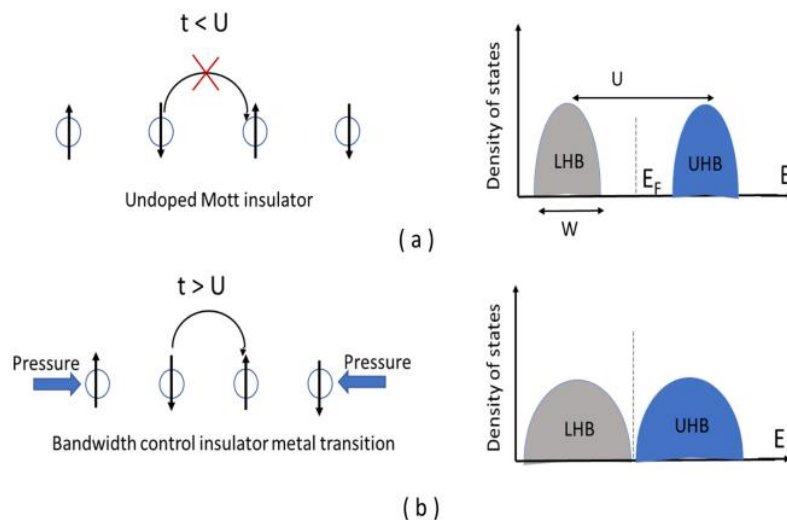 t < U
Undoped Mott insulator
Density of states
U
LHB
UHB
E_F
E
W
( a )
t > U
Pressure
Pressure
Bandwidth control insulator metal transition
Density of states
LHB
UHB
E
( b )